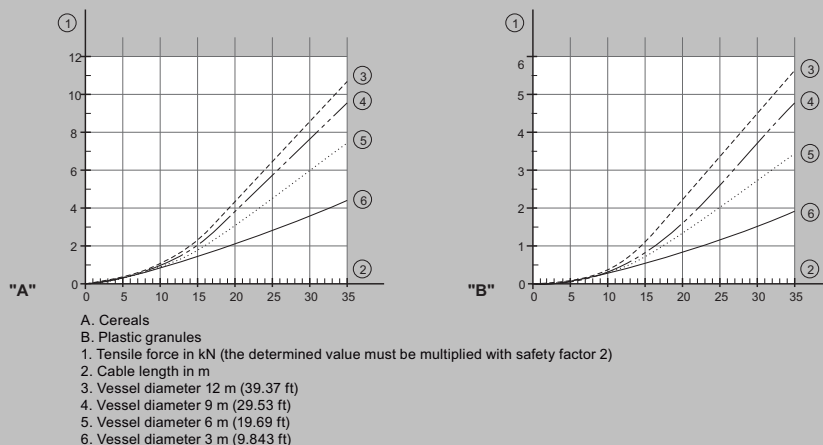 1 1
12 6
10 5
8 4
6 3
4 2
2 1
0 0
3 4 5 6 2
3 4 5 6 2
"A" 0 5 10 15 20 25 30 35
"B" 0 5 10 15 20 25 30 35
A. Cereals
B. Plastic granules
1. Tensile force in kN (the determined value must be multiplied with safety factor 2)
2. Cable length in m
3. Vessel diameter 12 m (39.37 ft)
4. Vessel diameter 9 m (29.53 ft)
5. Vessel diameter 6 m (19.69 ft)
6. Vessel diameter 3 m (9.843 ft)